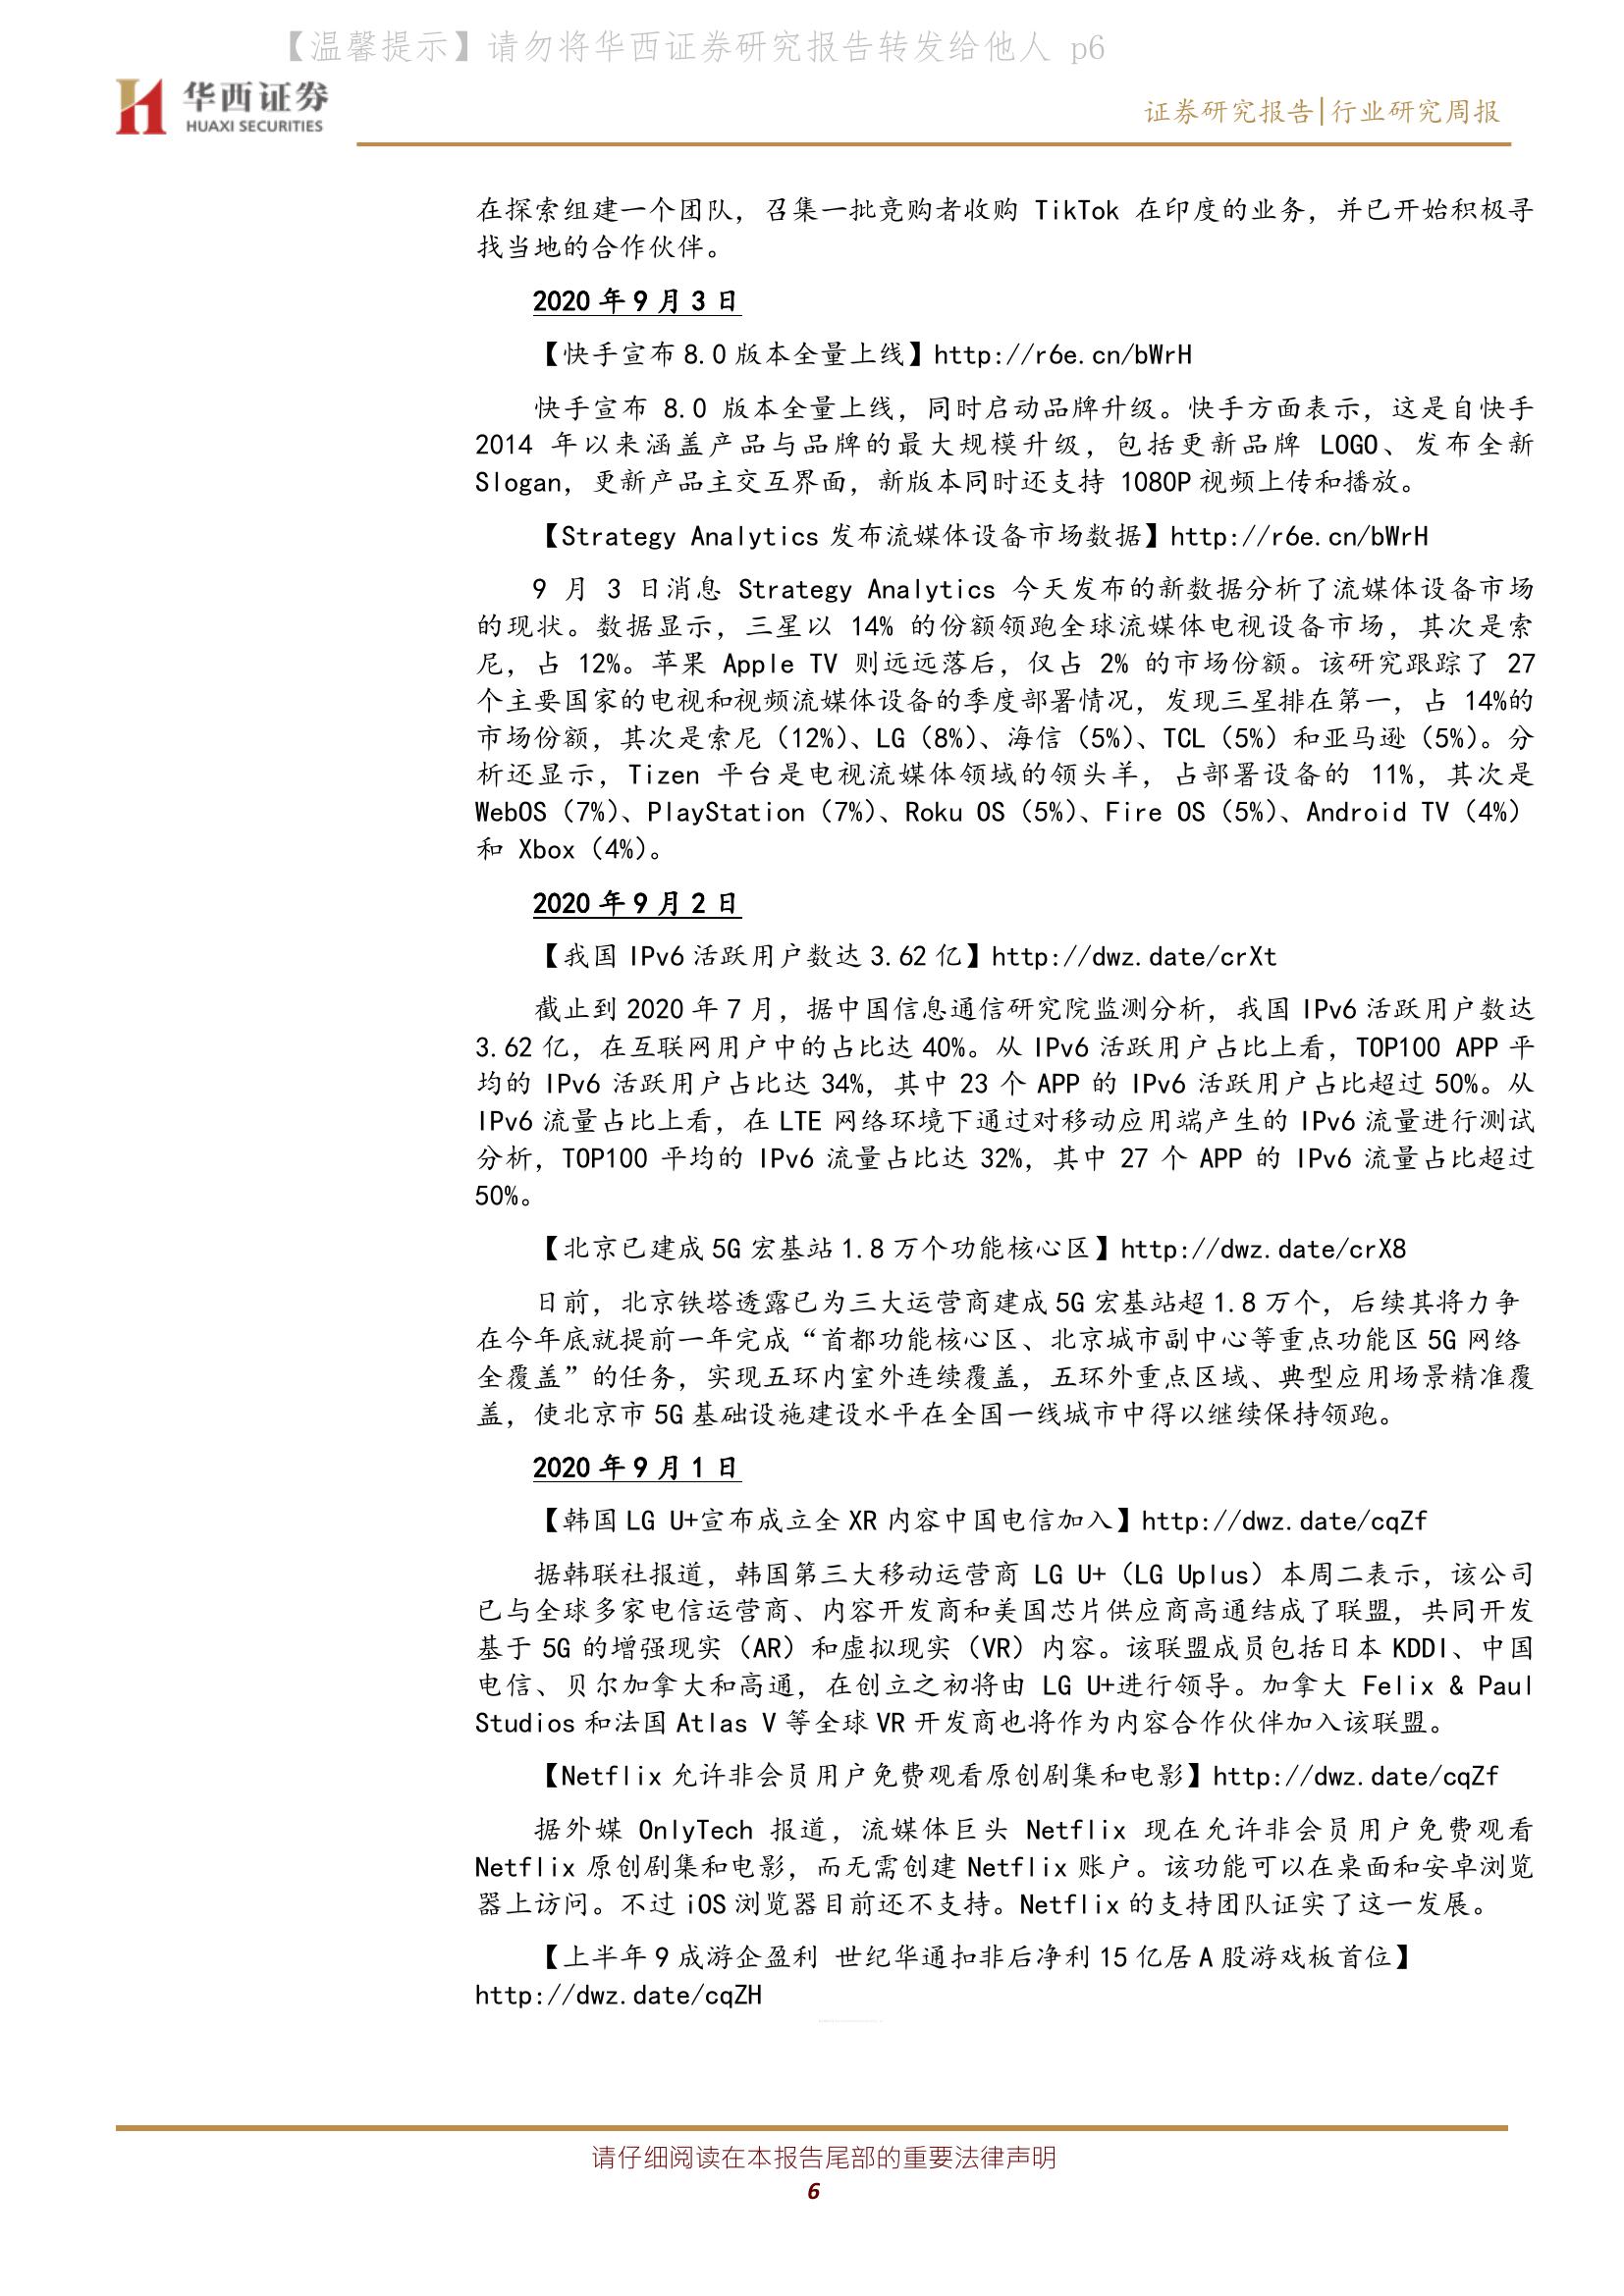 【温馨提示】请勿将华西证券研究报告转发给他人 p6
华西证券
HUAXI SECURITIES
证券研究报告|行业研究周报
在探索组建一个团队，召集一批竞购者收购 TikTok 在印度的业务，并已开始积极寻
找当地的合作伙伴。
2020 年 9 月 3 日
【快手宣布 8.0 版本全量上线】http://r6e.cn/bWrH
快手宣布 8.0 版本全量上线，同时启动品牌升级。快手方面表示，这是自快手
2014 年以来涵盖产品与品牌的最大规模升级，包括更新品牌 LOGO、发布全新
Slogan，更新产品主交互界面，新版本同时还支持 1080P 视频上传和播放。
【Strategy Analytics 发布流媒体设备市场数据】http://r6e.cn/bWrH
9 月 3 日消息 Strategy Analytics 今天发布的新数据分析了流媒体设备市场
的现状。数据显示，三星以 14% 的份额领跑全球流媒体电视设备市场，其次是索
尼，占 12%。苹果 Apple TV 则远远落后，仅占 2% 的市场份额。该研究跟踪了 27
个主要国家的电视和视频流媒体设备的季度部署情况，发现三星排在第一，占 14%的
市场份额，其次是索尼（12%）、LG（8%）、海信（5%）、TCL（5%）和亚马逊（5%）。分
析还显示，Tizen 平台是电视流媒体领域的领头羊，占部署设备的 11%，其次是
WebOS（7%）、PlayStation（7%）、Roku OS（5%）、Fire OS（5%）、Android TV（4%）
和 Xbox（4%）。
2020 年 9 月 2 日
【我国 IPv6 活跃用户数达 3.62 亿】http://dwz.date/crXt
截止到 2020 年 7 月，据中国信息通信研究院监测分析，我国 IPv6 活跃用户数达
3.62 亿，在互联网用户中的占比达 40%。从 IPv6 活跃用户占比上看，TOP100 APP 平
均的 IPv6 活跃用户占比达 34%，其中 23 个 APP 的 IPv6 活跃用户占比超过 50%。从
IPv6 流量占比上看，在 LTE 网络环境下通过对移动应用端产生的 IPv6 流量进行测试
分析，TOP100 平均的 IPv6 流量占比达 32%，其中 27 个 APP 的 IPv6 流量占比超过
50%。
【北京已建成 5G 宏基站 1.8 万个功能核心区】http://dwz.date/crX8
日前，北京铁塔透露已为三大运营商建成 5G 宏基站超 1.8 万个，后续其将力争
在今年底就提前一年完成“首都功能核心区、北京城市副中心等重点功能区 5G 网络
全覆盖”的任务，实现五环内室外连续覆盖，五环外重点区域、典型应用场景精准覆
盖，使北京市 5G 基础设施建设水平在全国一线城市中得以继续保持领跑。
2020 年 9 月 1 日
【韩国 LG U+宣布成立全 XR 内容中国电信加入】http://dwz.date/cqZf
据韩联社报道，韩国第三大移动运营商 LG U+（LG Uplus）本周二表示，该公司
已与全球多家电信运营商、内容开发商和美国芯片供应商高通结成了联盟，共同开发
基于 5G 的增强现实（AR）和虚拟现实（VR）内容。该联盟成员包括日本 KDDI、中国
电信、贝尔加拿大和高通，在创立之初将由 LG U+进行领导。加拿大 Felix & Paul
Studios 和法国 Atlas V 等全球 VR 开发商也将作为内容合作伙伴加入该联盟。
【Netflix 允许非会员用户免费观看原创剧集和电影】http://dwz.date/cqZf
据外媒 OnlyTech 报道，流媒体巨头 Netflix 现在允许非会员用户免费观看
Netflix 原创剧集和电影，而无需创建 Netflix 账户。该功能可以在桌面和安卓浏览
器上访问。不过 iOS 浏览器目前还不支持。Netflix 的支持团队证实了这一发展。
【上半年 9 成游企盈利 世纪华通扣非后净利 15 亿居 A 股游戏板首位】
http://dwz.date/cqZH
请仔细阅读在本报告尾部的重要法律声明
6